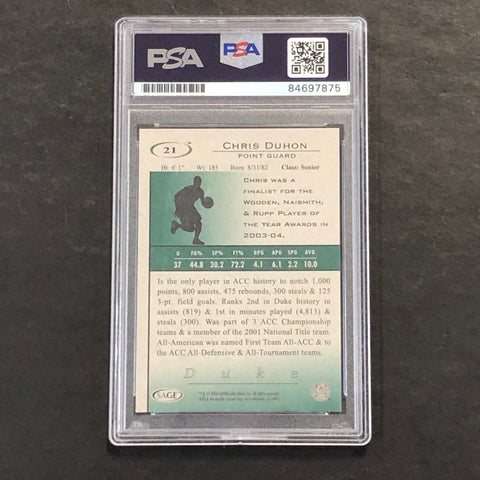 PSA
PSA
84697875
21
CHRIS DUHON
POINT GUARD
Ht: 6' 1" Wt: 185 Born: 8/31/82 Class: Senior
CHRIS WAS A
FINALIST FOR THE
WOODEN, NAISMITH,
& RUPP PLAYER OF
THE YEAR AWARDS IN
2003-04.
G FG% 3P% FT% RPG APG SPG AVG
37 44.8 30.2 72.2 4.1 6.1 2.2 10.0
Is the only player in ACC history to notch 1,000
points, 800 assists, 475 rebounds, 300 steals & 125
3-pt. field goals. Ranks 2nd in Duke history in
assists (819) & 1st in minutes played (4,813) &
steals (300). Was part of 3 ACC Championship
teams & a member of the 2001 National Title team.
All-American was named First Team All-ACC & to
the ACC All-Defensive & All-Tournament teams.
Duke
SAGE